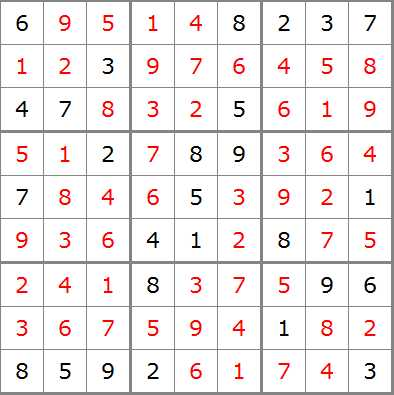 6 9 5 1 4 8 2 3 7
1 2 3 9 7 6 4 5 8
4 7 8 3 2 5 6 1 9
5 1 2 7 8 9 3 6 4
7 8 4 6 5 3 9 2 1
9 3 6 4 1 2 8 7 5
2 4 1 8 3 7 5 9 6
3 6 7 5 9 4 1 8 2
8 5 9 2 6 1 7 4 3